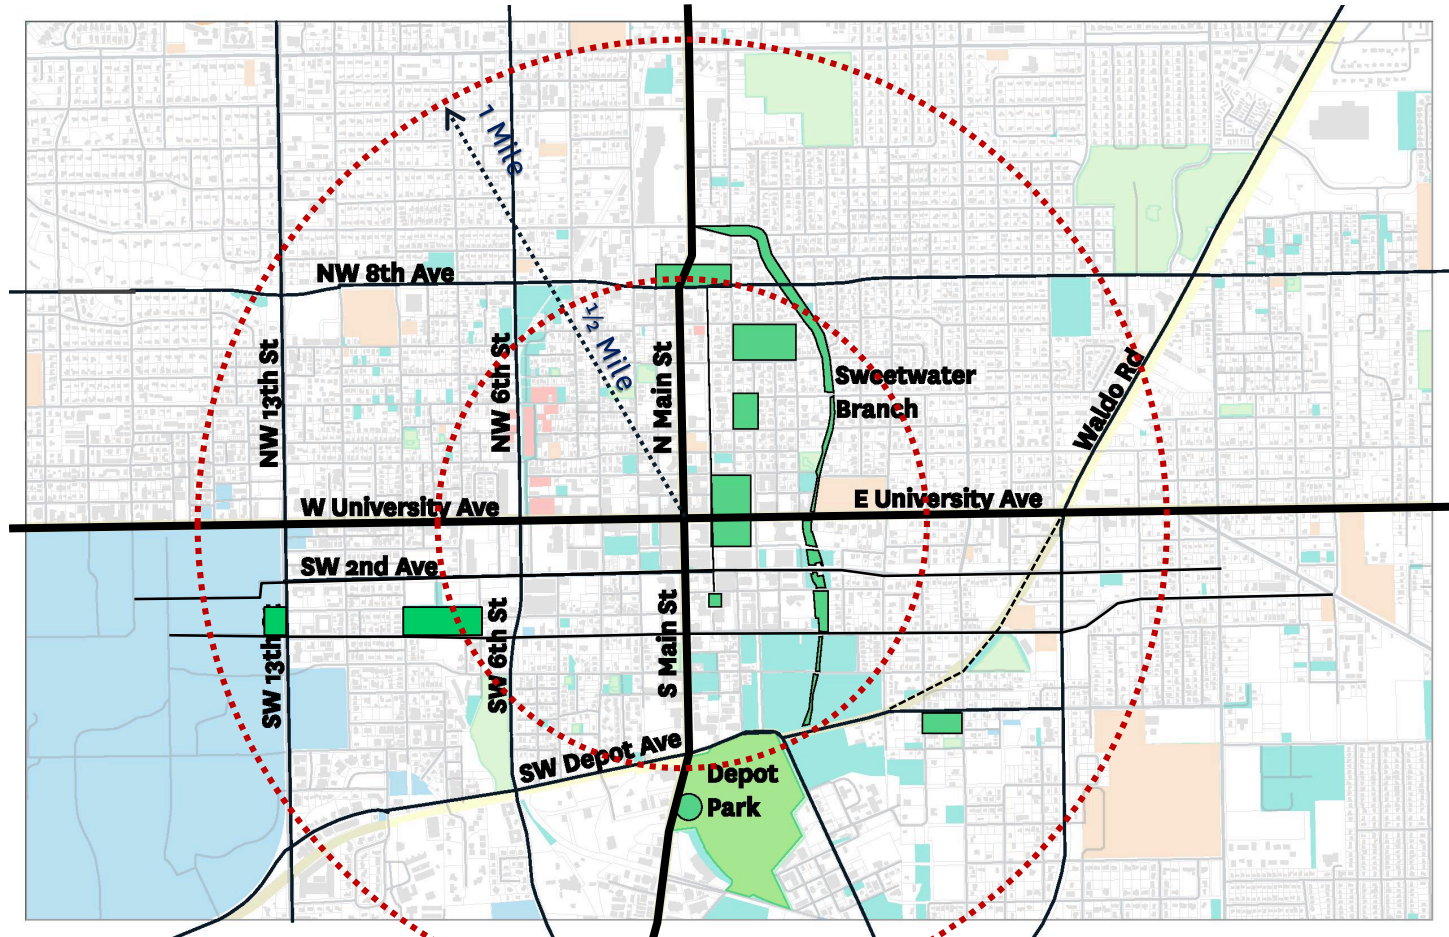 1 Mile
NW 8th Ave
½ Mile
NW 13th St
NW 6th St
N Main St
Sweetwater
Branch
Waldo Rd
W University Ave
E University Ave
SW 2nd Ave
SW 13th
SW 6th St
S Main St
SW Depot Ave
Depot
Park